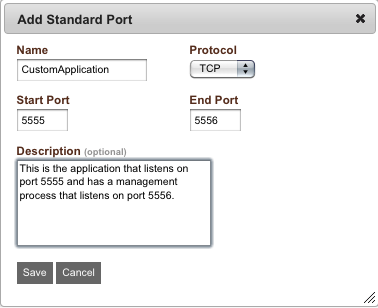 Add Standard Port ✖
Name Protocol
CustomApplication TCP
Start Port End Port
5555 5556
Description (optional)
This is the application that listens on
port 5555 and has a management
process that listens on port 5556.
Save Cancel